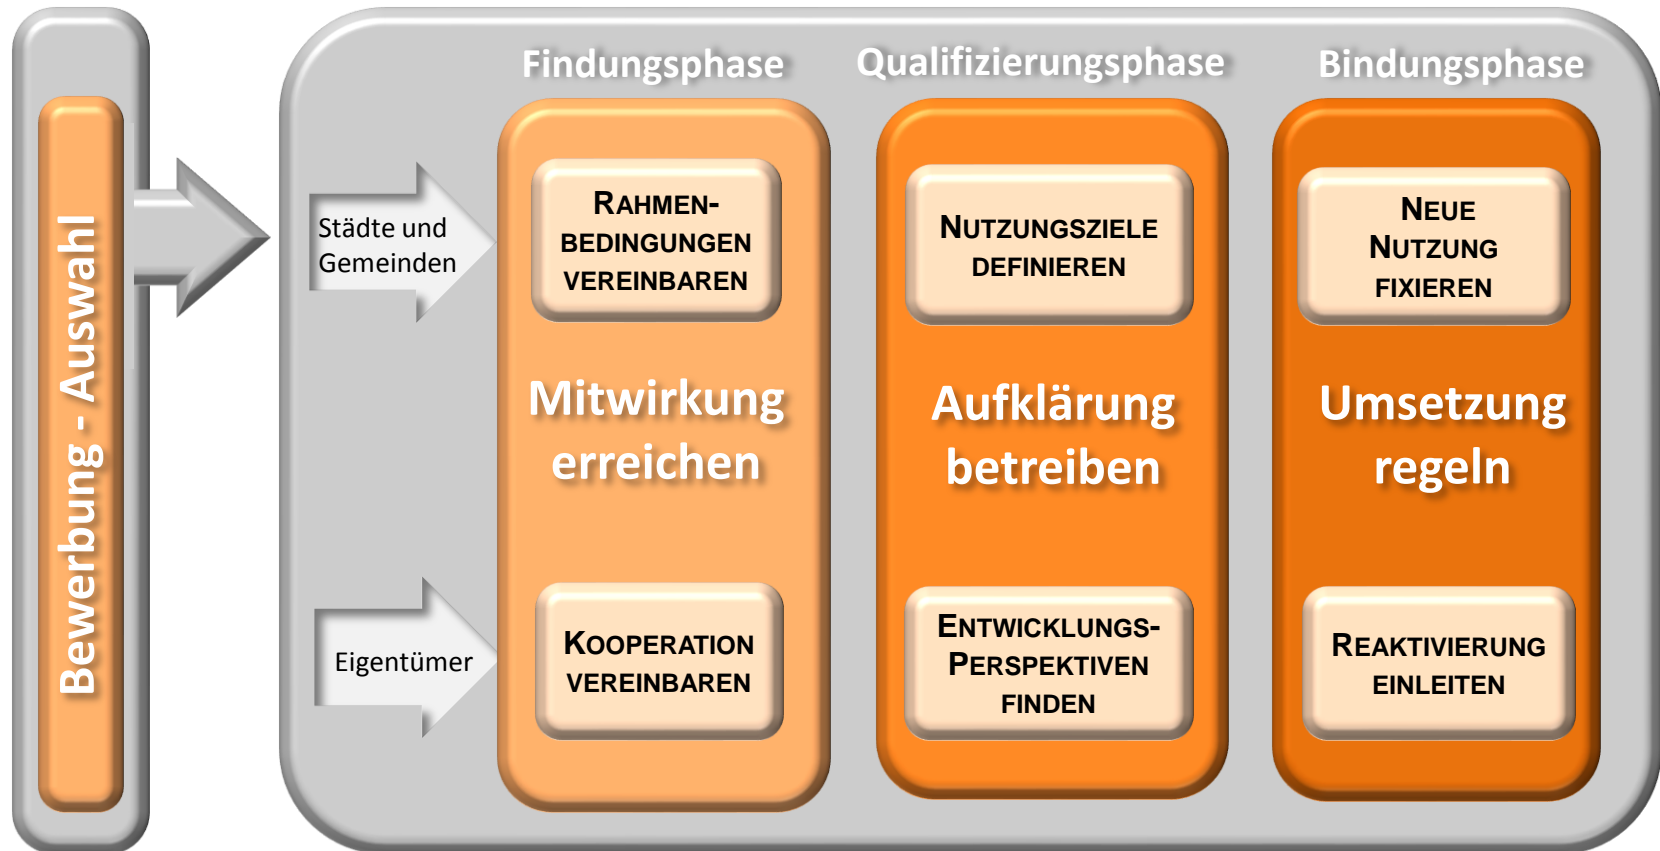 Bewerbung - Auswahl
Städte und
Gemeinden
Eigentümer
Findungsphase
RAHMEN-
BEDINGUNGEN
VEREINBAREN
Mitwirkung
erreichen
KOOPERATION
VEREINBAREN
Qualifizierungsphase
NUTZUNGSZIELE
DEFINIEREN
Aufklärung
betreiben
ENTWICKLUNGS-
PERSPEKTIVEN
FINDEN
Bindungsphase
NEUE
NUTZUNG
FIXIEREN
Umsetzung
regeln
REAKTIVIERUNG
EINLEITEN